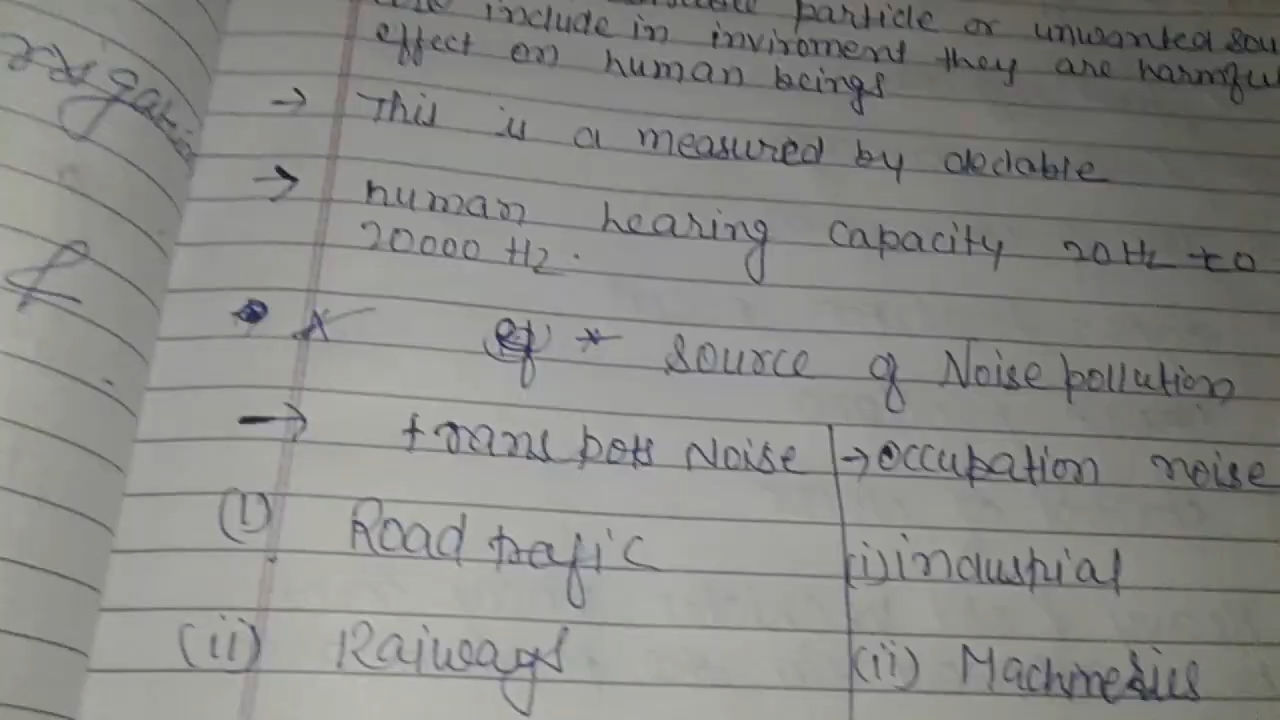 include in inviroment particle or unwanted sou
effect on human beings they are harmfu
→ This is a measured by decdable
→ human hearing capacity 20Hz to
20000 Hz.
* source of Noise pollution
→ transport Noise | → occupation noise
(i) Road trafic | (i) industrial
(ii) Railways | (ii) Machineries